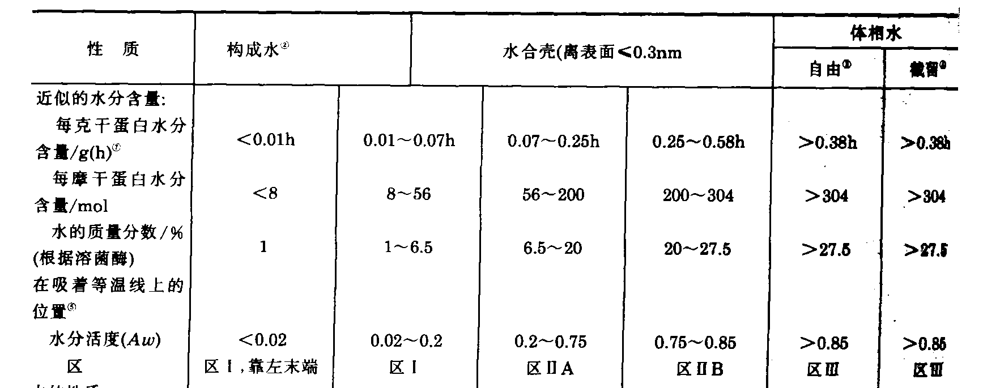 性 质 构成水② 水合壳(离表面≤0.3nm 体相水
自由③ 截留④
近似的水分含量:
每克干蛋白水分
含量/g(h)① <0.01h 0.01~0.07h 0.07~0.25h 0.25~0.58h >0.38h >0.38h
每摩干蛋白水分
含量/mol <8 8~56 56~200 200~304 >304 >304
水的质量分数/%
(根据溶菌酶) 1 1~6.5 6.5~20 20~27.5 >27.5 >27.5
在吸着等温线上的
位置⑤
水分活度(Aw) <0.02 0.02~0.2 0.2~0.75 0.75~0.85 >0.85 >0.85
区 区Ⅰ,靠左末端 区Ⅰ 区ⅡA 区ⅡB 区Ⅲ 区Ⅲ